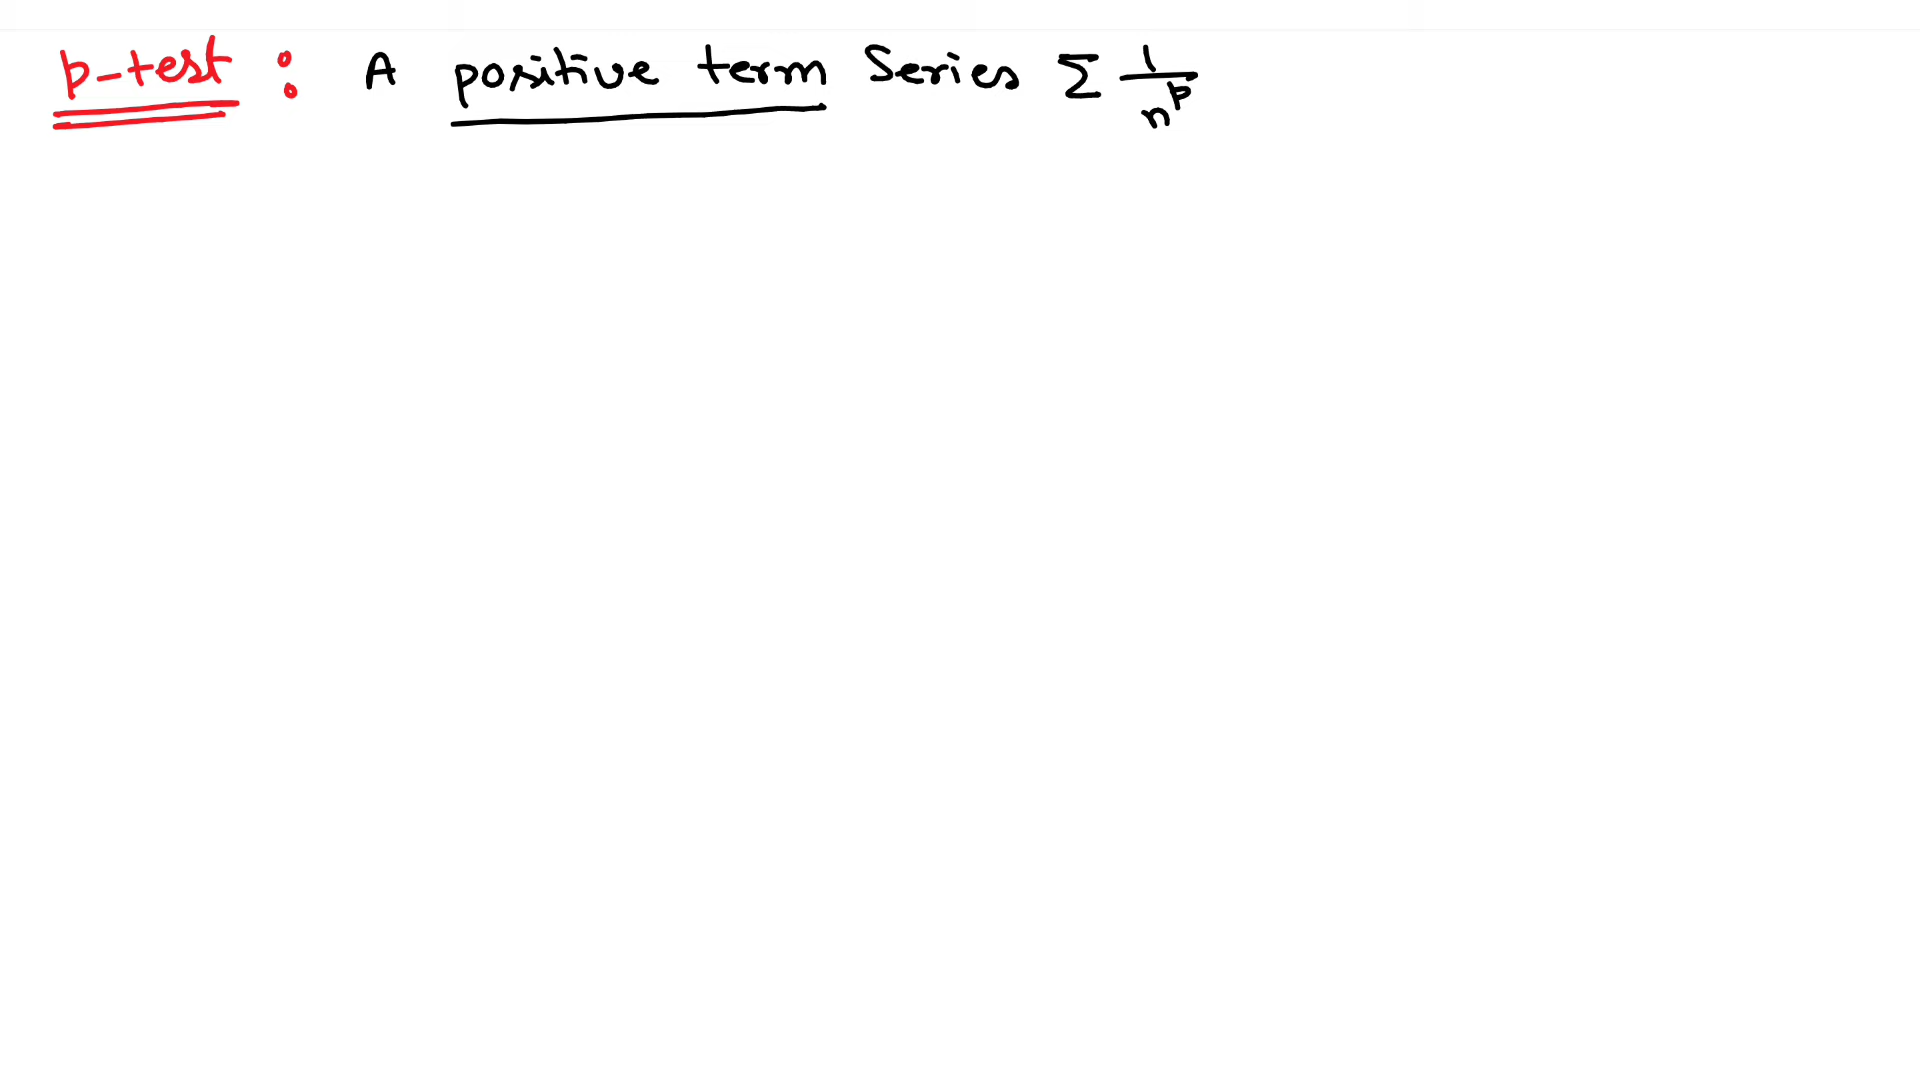 p-test : A positive term Series Σ 1/n^p